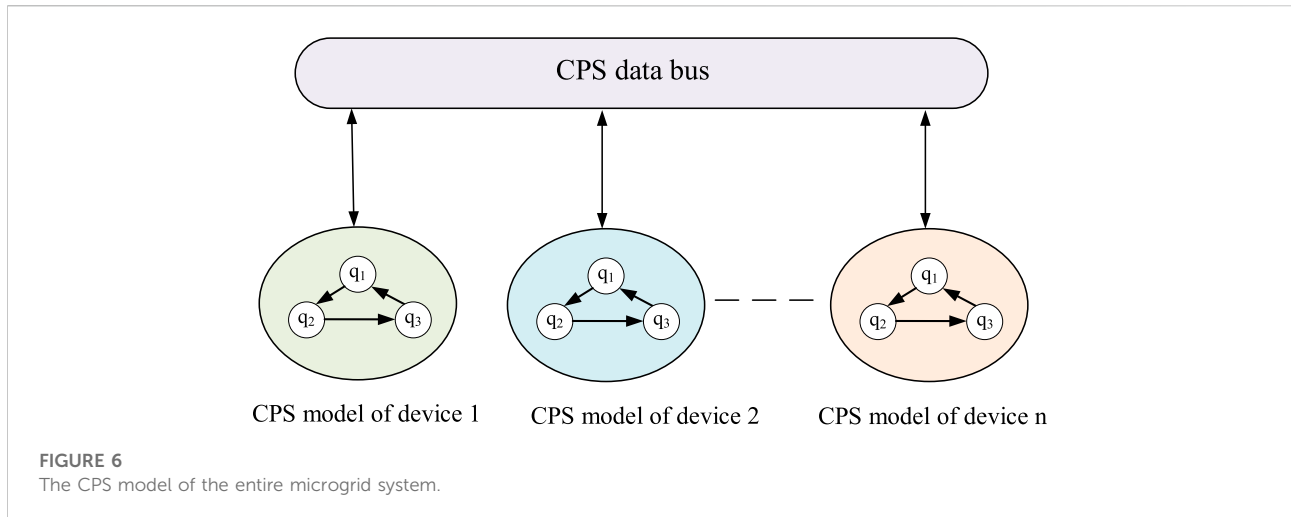 CPS data bus
q₁
q₂
q₃
q₁
q₂
q₃
q₁
q₂
q₃
CPS model of device 1
CPS model of device 2
CPS model of device n
FIGURE 6
The CPS model of the entire microgrid system.